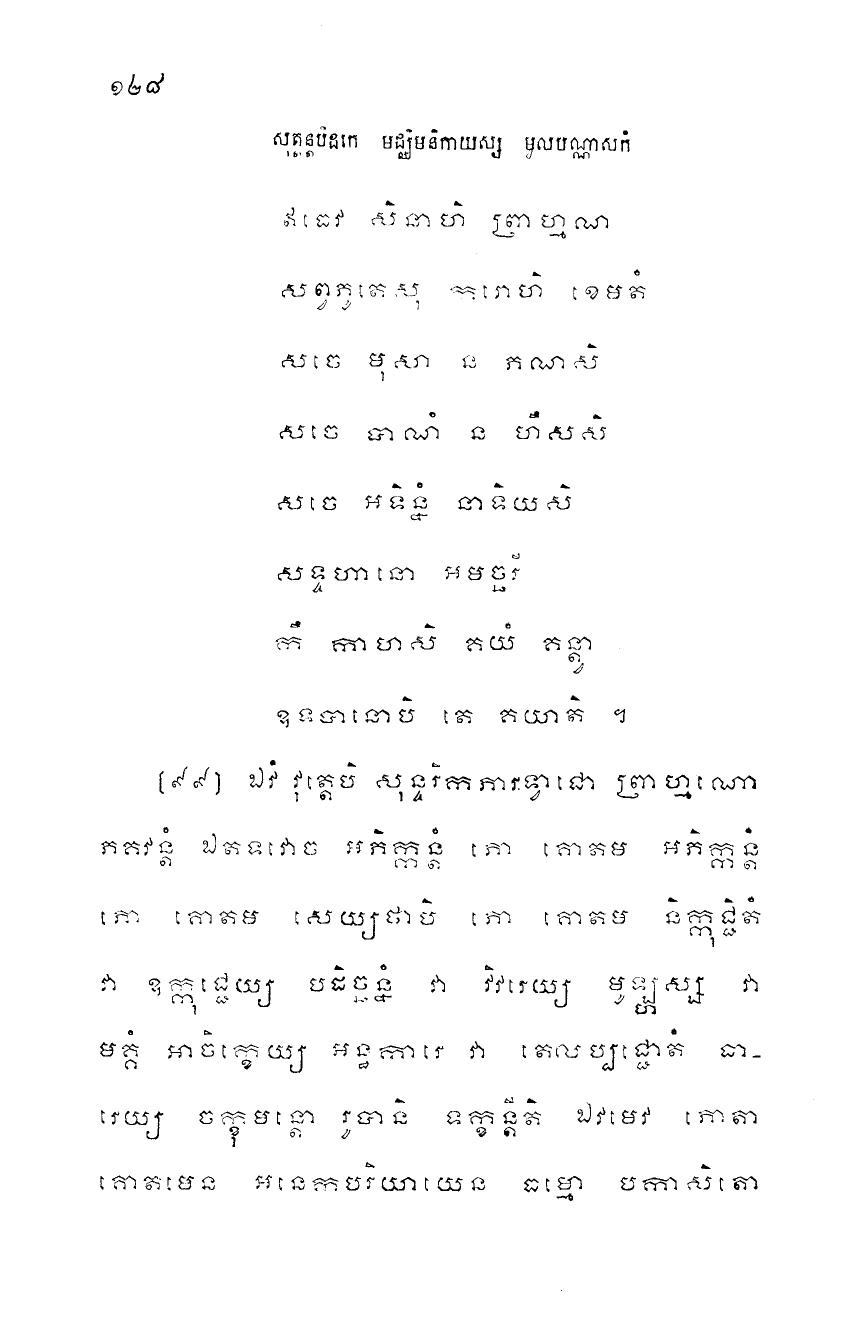 ១២៨
សុត្តន្តបិដកេ មជ្ឈិមនិកាយស្ស មូលបណ្ណាសកំ
ឥធេវ សិនាហិ ព្រាហ្មណ
សព្វភូតេសុ ករោហិ ខេមតំ
សចេ មុសា ន ភណសិ
សចេ បាណំ ន ហឹសសិ
សចេ អទិន្នំ នាទិយសិ
សទ្ទហានោ អមច្ឆរី
កឹ កាហសិ គយំ គន្ត្វា
ឧទបានោបិ តេ គយាតិ ។
[៩៩] ឯវំ វុត្តេបិ សុន្ទរិកភារទ្វាជោ ព្រាហ្មណោ
ភគវន្តំ ឯតទវោច អភិក្កន្តំ ភោ គោតម អភិក្កន្តំ
ភោ គោតម សេយ្យថាបិ ភោ គោតម និក្កុជ្ជិតំ
វា ឧក្កុជ្ជេយ្យ បដិច្ឆន្នំ វា វិវរេយ្យ មូឡ្ហស្ស វា
មគ្គំ អាចិក្ខេយ្យ អន្ធការេ វា តេលប្បជ្ជោតំ ធា-
រេយ្យ ចក្ខុមន្តោ រូបានិ ទក្ខន្តីតិ ឯវមេវ ភោតា
គោតមេន អនេកបរិយាយេន ធម្មោ បកាសិតោ